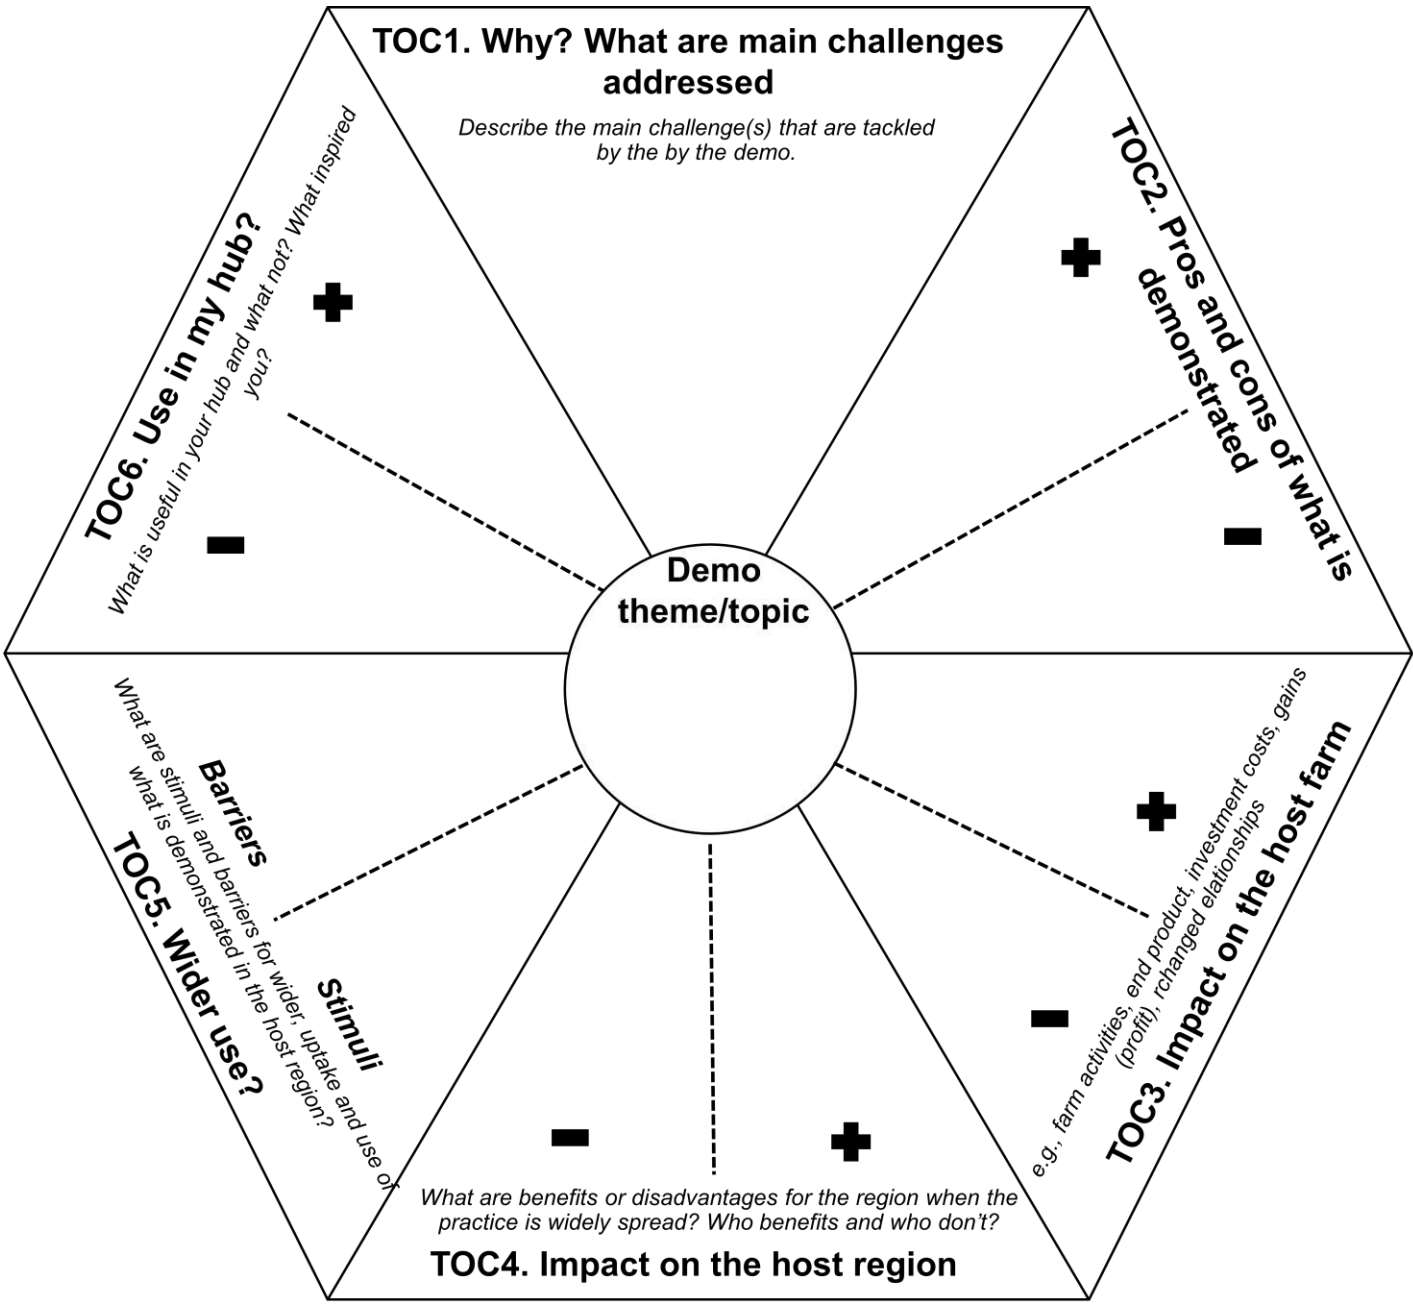 TOC1. Why? What are main challenges
addressed
Describe the main challenge(s) that are tackled
by the by the demo.
TOC2. Pros and cons of what is
demonstrated
+
-
TOC3. Impact on the host farm
e.g., farm activities, end product, investment costs, gains
(profit), rchanged elationships
+
-
What are benefits or disadvantages for the region when the
practice is widely spread? Who benefits and who don't?
TOC4. Impact on the host region
-
+
TOC5. Wider use?
What are stimuli and barriers for wider, uptake and use of
what is demonstrated in the host region?
Barriers
Stimuli
TOC6. Use in my hub?
What is useful in your hub and what not? What inspired
you?
+
-
Demo
theme/topic